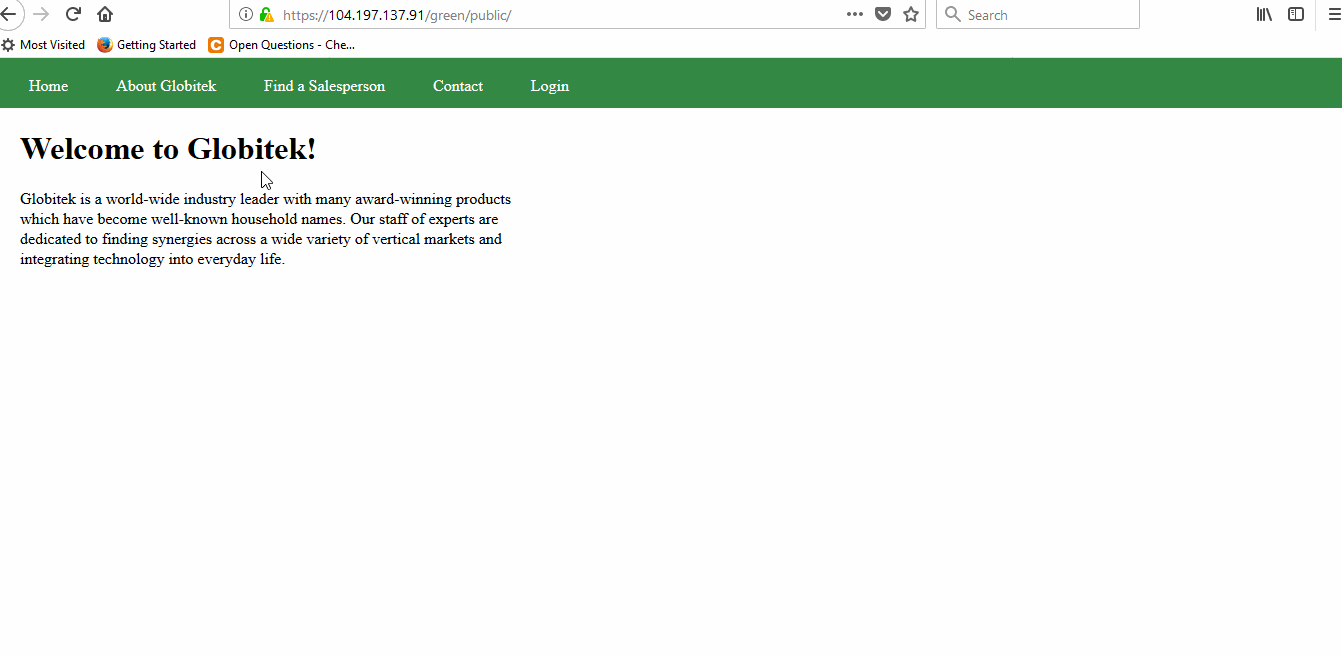 https://104.197.137.91/green/public/
Search
Most Visited Getting Started C Open Questions - Che...
Home About Globitek Find a Salesperson Contact Login
Welcome to Globitek!
Globitek is a world-wide industry leader with many award-winning products
which have become well-known household names. Our staff of experts are
dedicated to finding synergies across a wide variety of vertical markets and
integrating technology into everyday life.